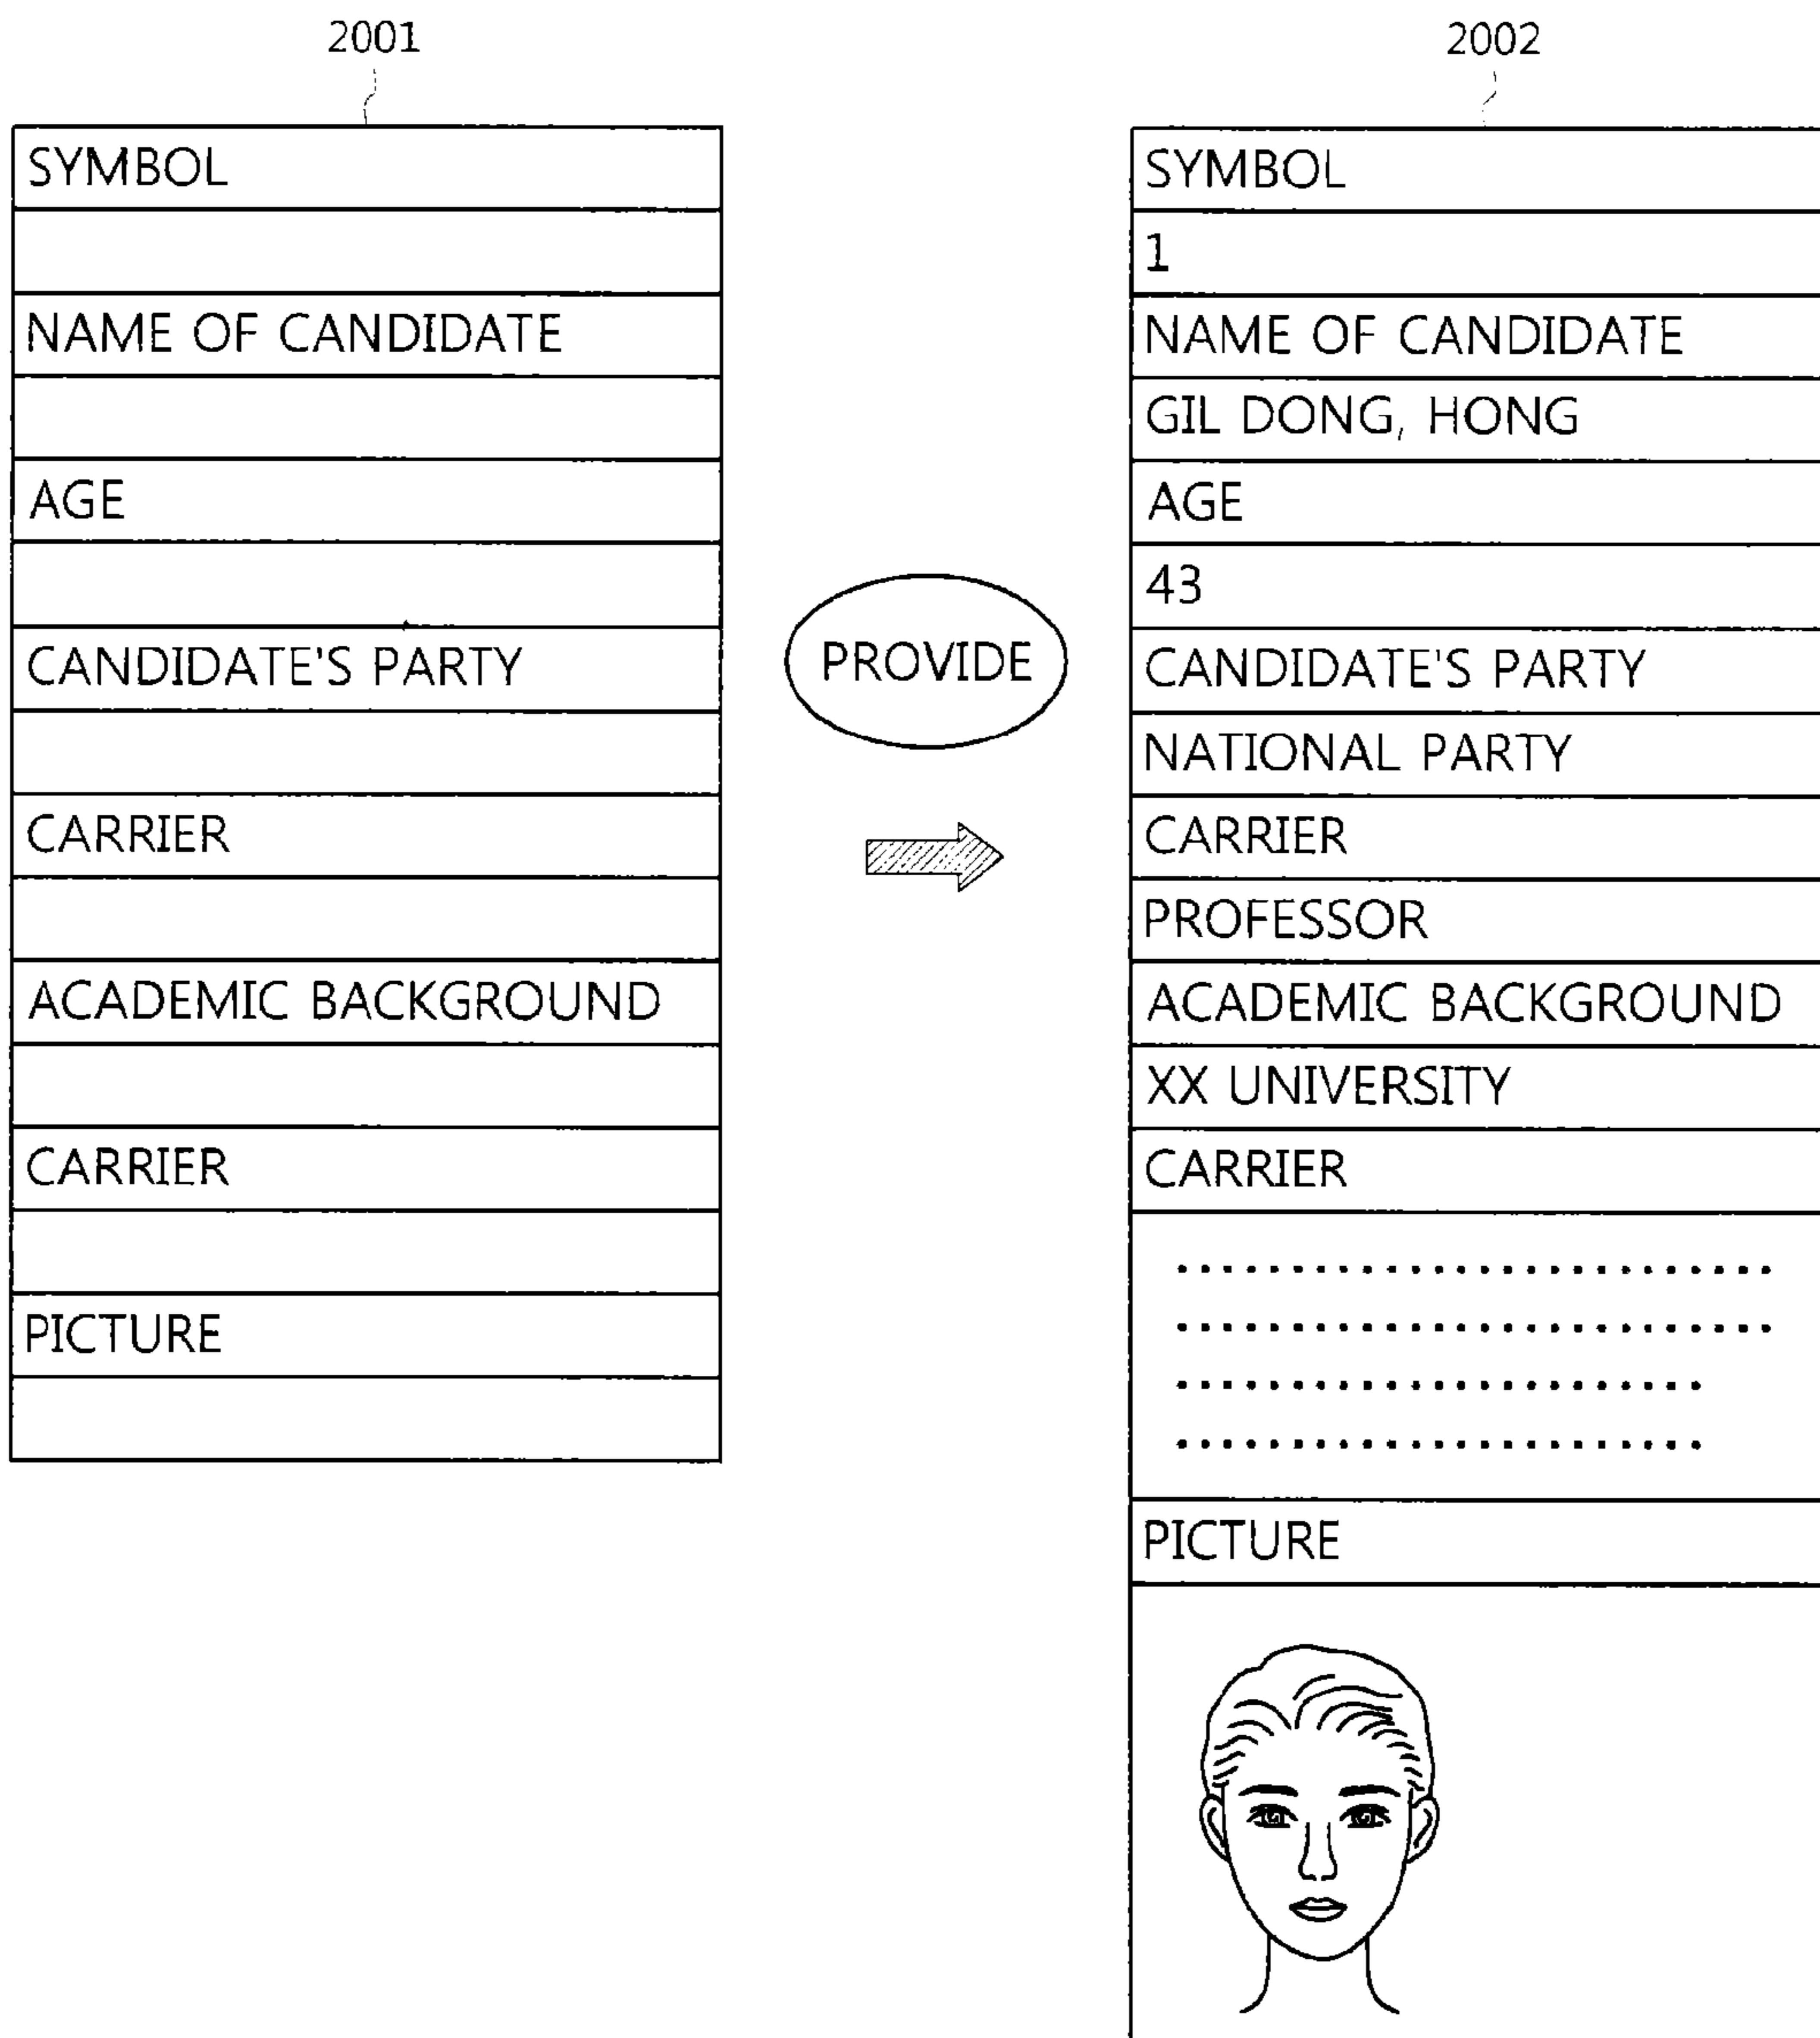 2001
SYMBOL
NAME OF CANDIDATE
AGE
CANDIDATE'S PARTY
CARRIER
ACADEMIC BACKGROUND
CARRIER
PICTURE
PROVIDE
2002
SYMBOL
1
NAME OF CANDIDATE
GIL DONG, HONG
AGE
43
CANDIDATE'S PARTY
NATIONAL PARTY
CARRIER
PROFESSOR
ACADEMIC BACKGROUND
XX UNIVERSITY
CARRIER
PICTURE